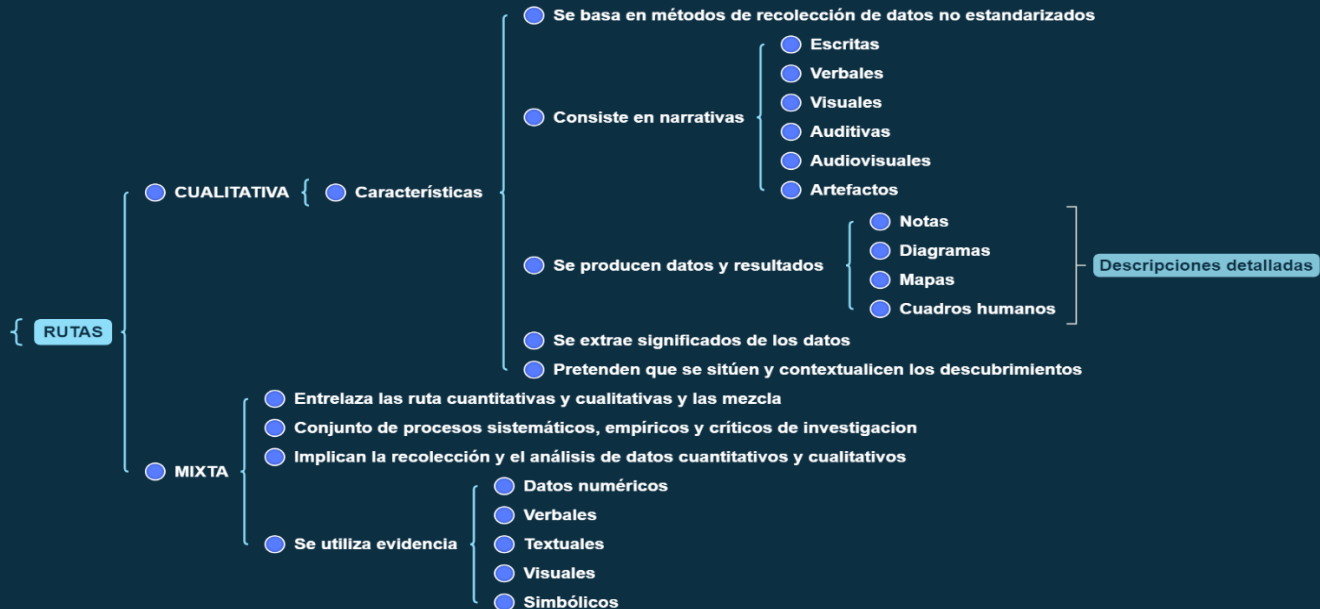 RUTAS
CUALITATIVA
Características
Se basa en métodos de recolección de datos no estandarizados
Consiste en narrativas
Escritas
Verbales
Visuales
Auditivas
Audiovisuales
Artefactos
Se producen datos y resultados
Notas
Diagramas
Mapas
Cuadros humanos
Descripciones detalladas
Se extrae significados de los datos
Pretenden que se sitúen y contextualicen los descubrimientos
MIXTA
Entrelaza las ruta cuantitativas y cualitativas y las mezcla
Conjunto de procesos sistemáticos, empíricos y críticos de investigacion
Implican la recolección y el análisis de datos cuantitativos y cualitativos
Se utiliza evidencia
Datos numéricos
Verbales
Textuales
Visuales
Simbólicos